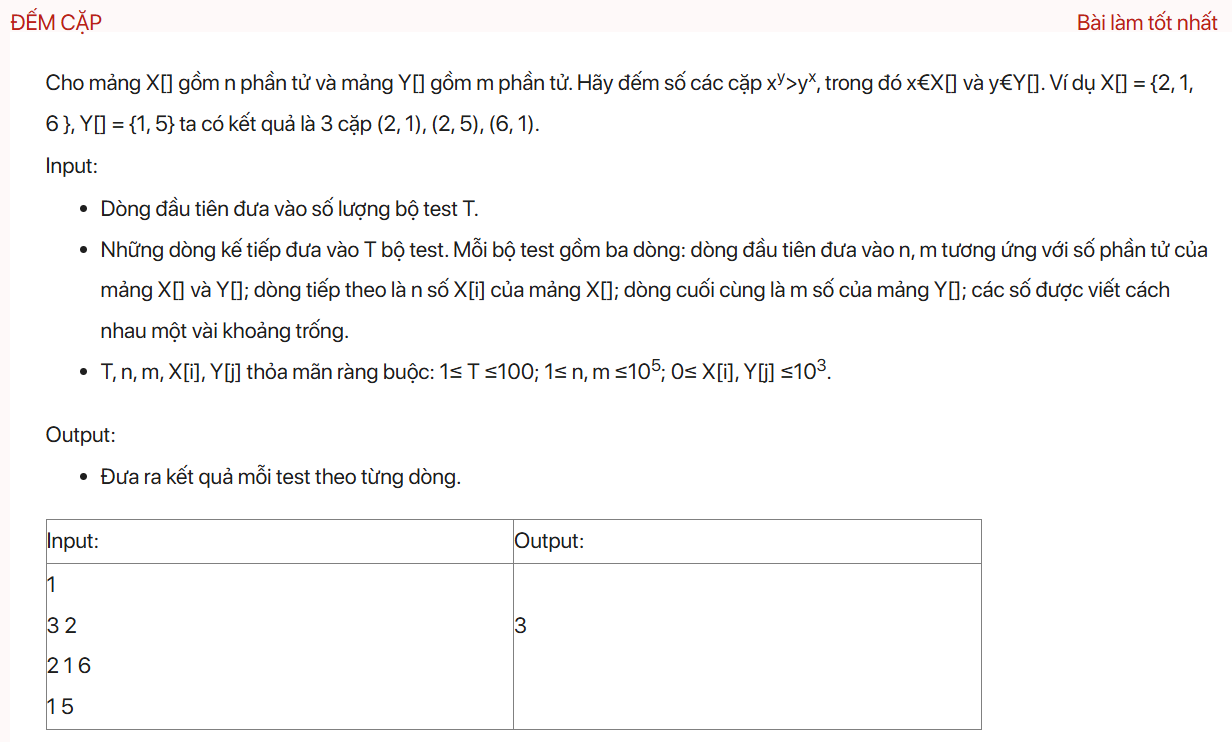 ĐẾM CẶP
Bài làm tốt nhất
Cho mảng X[] gồm n phần tử và mảng Y[] gồm m phần tử. Hãy đếm số các cặp xʸ>yˣ, trong đó x€X[] và y€Y[]. Ví dụ X[] = {2, 1,
6 }, Y[] = {1, 5} ta có kết quả là 3 cặp (2, 1), (2, 5), (6, 1).
Input:
• Dòng đầu tiên đưa vào số lượng bộ test T.
• Những dòng kế tiếp đưa vào T bộ test. Mỗi bộ test gồm ba dòng: dòng đầu tiên đưa vào n, m tương ứng với số phần tử của
mảng X[] và Y[]; dòng tiếp theo là n số X[i] của mảng X[]; dòng cuối cùng là m số của mảng Y[]; các số được viết cách
nhau một vài khoảng trống.
• T, n, m, X[i], Y[j] thỏa mãn ràng buộc: 1≤ T ≤100; 1≤ n, m ≤10⁵; 0≤ X[i], Y[j] ≤10³.
Output:
• Đưa ra kết quả mỗi test theo từng dòng.
Input:
Output:
1
3 2
2 1 6
1 5
3